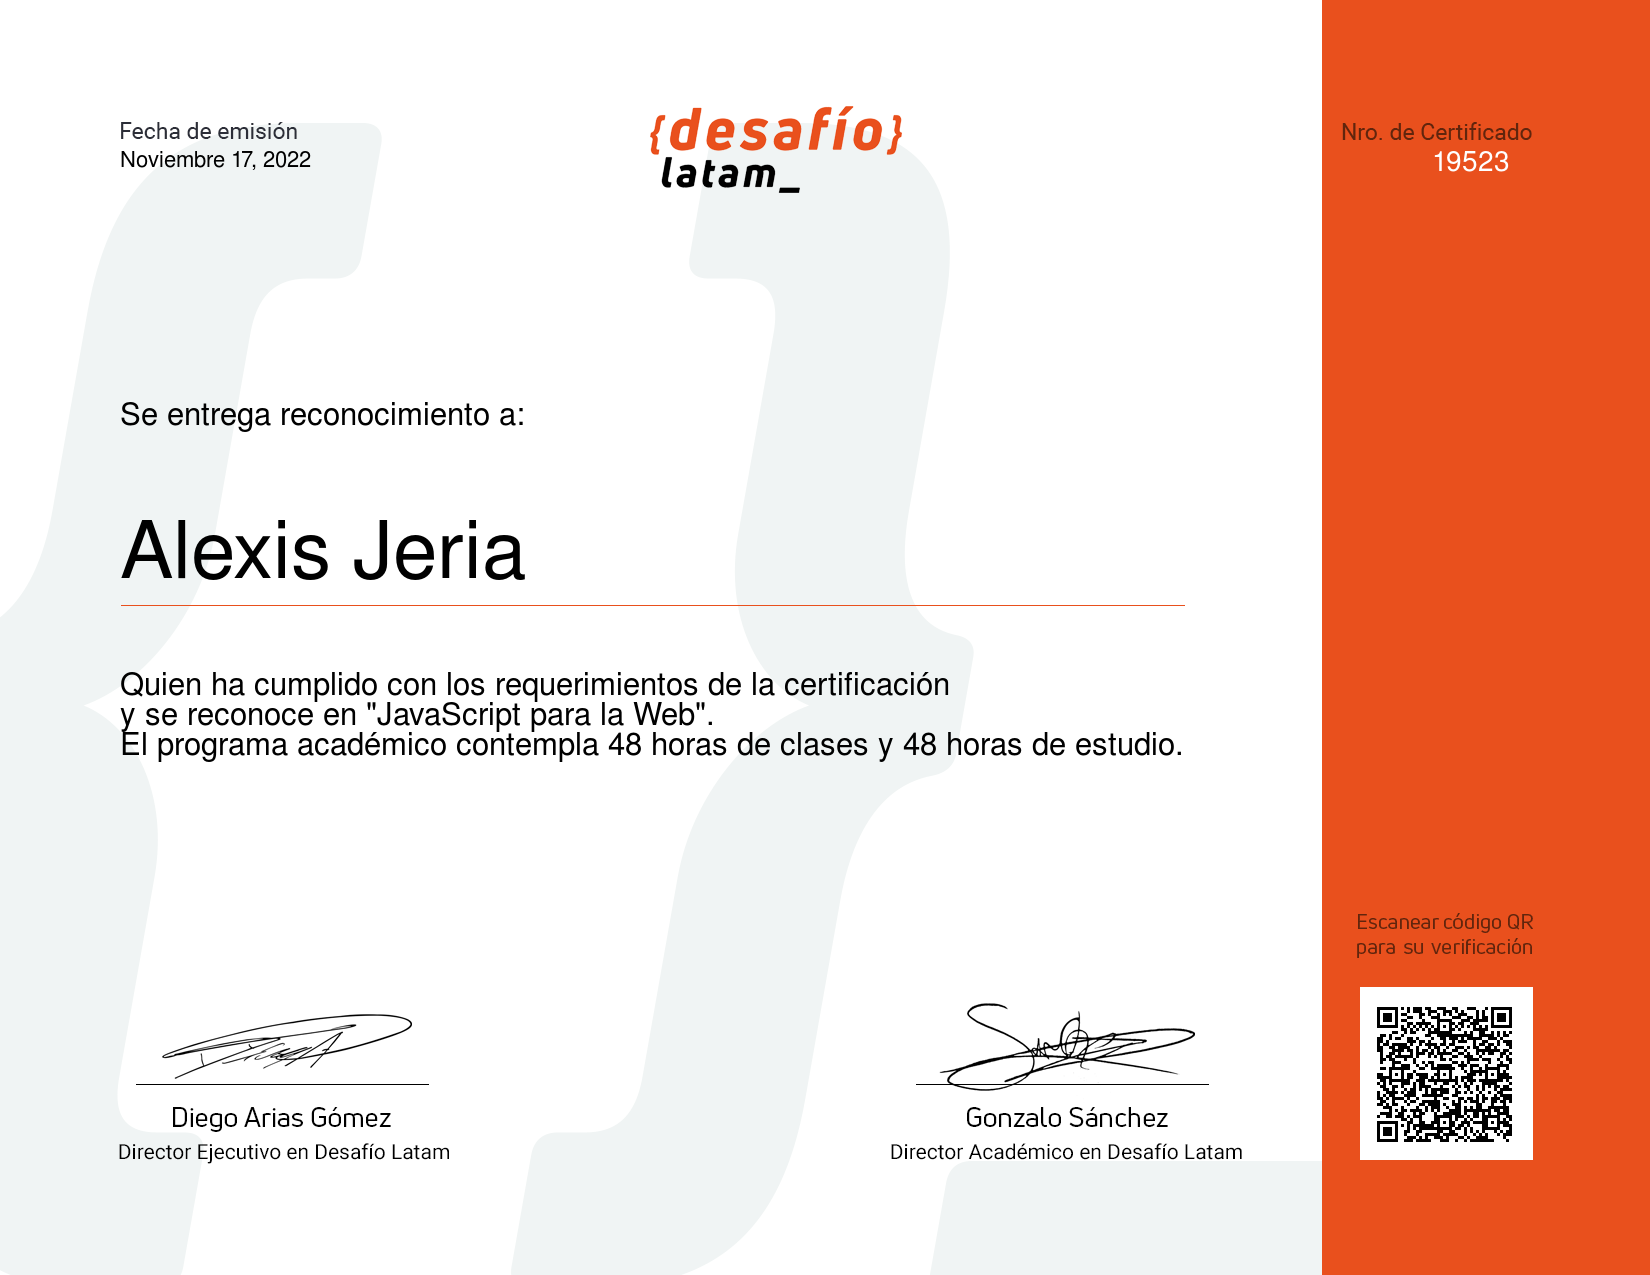 Fecha de emisión
Noviembre 17, 2022
{desafío}
latam_
Nro. de Certificado
19523
Se entrega reconocimiento a:
Alexis Jeria
Quien ha cumplido con los requerimientos de la certificación
y se reconoce en "JavaScript para la Web".
El programa académico contempla 48 horas de clases y 48 horas de estudio.
Escanear código QR
para su verificación
Diego Arias Gómez
Director Ejecutivo en Desafío Latam
Gonzalo Sánchez
Director Académico en Desafío Latam